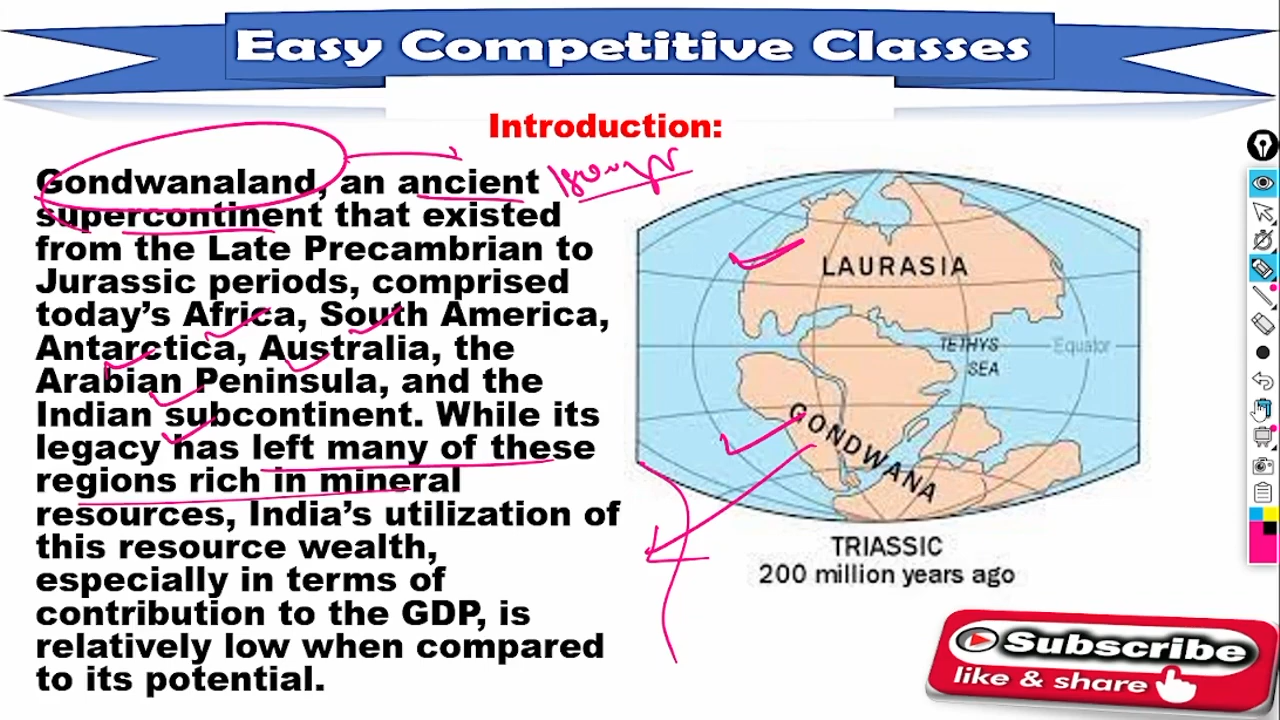 Easy Competitive Classes
Introduction:
Gondwanaland, an ancient
supercontinent that existed
from the Late Precambrian to
Jurassic periods, comprised
today's Africa, South America,
Antarctica, Australia, the
Arabian Peninsula, and the
Indian subcontinent. While its
legacy has left many of these
regions rich in mineral
resources, India's utilization of
this resource wealth,
especially in terms of
contribution to the GDP, is
relatively low when compared
to its potential.
LAURASIA
TETHYS
SEA
Equator
GONDWANA
TRIASSIC
200 million years ago
Subscribe
like & share